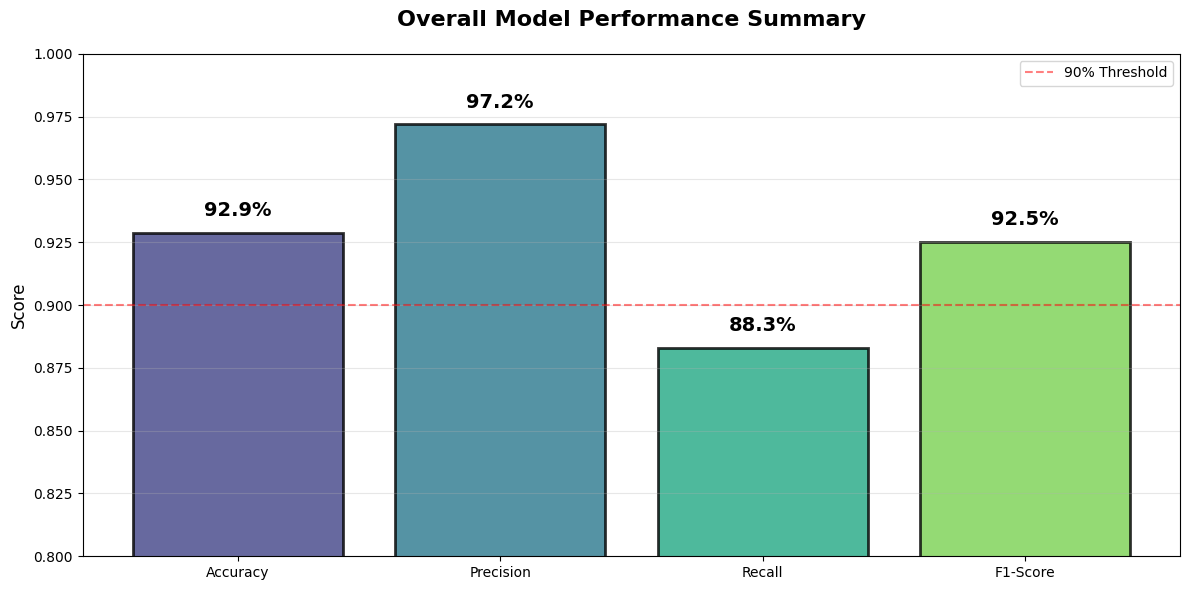 Overall Model Performance Summary
90% Threshold
1.000
0.975
0.950
0.925
0.900
0.875
0.850
0.825
0.800
Score
92.9%
97.2%
88.3%
92.5%
Accuracy
Precision
Recall
F1-Score